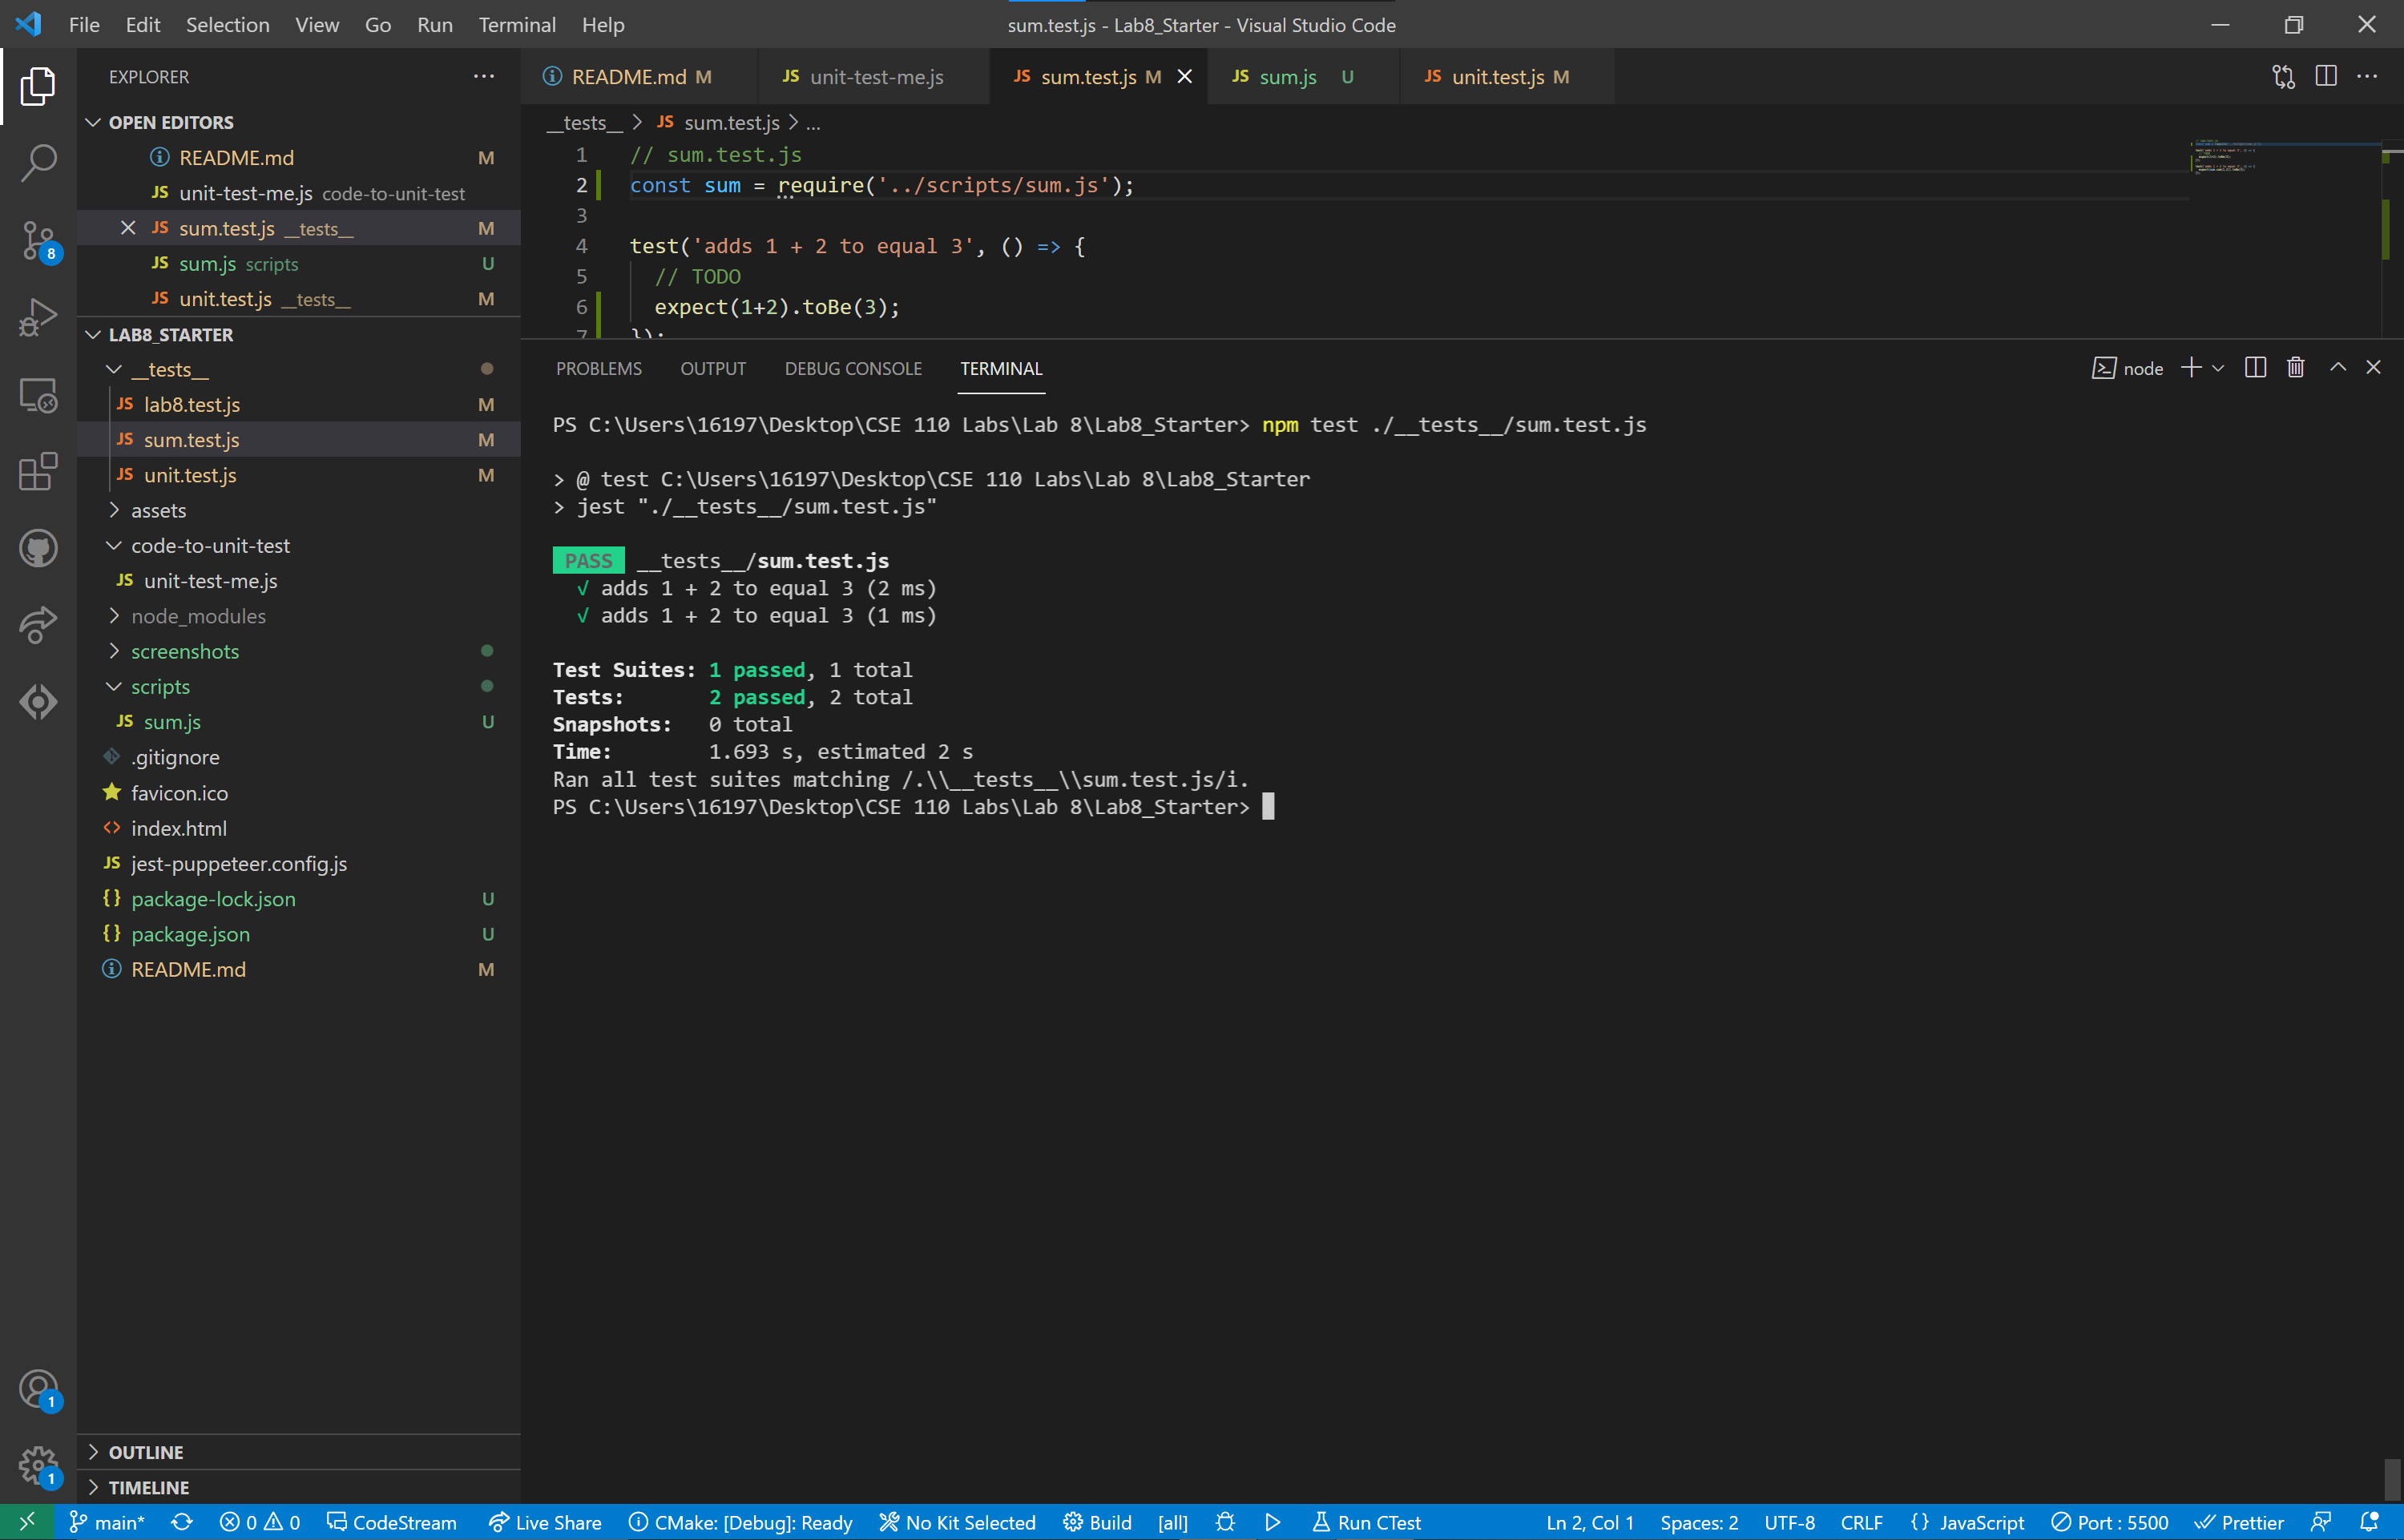 File Edit Selection View Go Run Terminal Help
sum.test.js - Lab8_Starter - Visual Studio Code
EXPLORER
OPEN EDITORS
README.md M
unit-test-me.js code-to-unit-test
sum.test.js __tests__ M
sum.js scripts U
unit.test.js __tests__ M
LAB8_STARTER
__tests__
lab8.test.js M
sum.test.js M
unit.test.js M
assets
code-to-unit-test
unit-test-me.js
node_modules
screenshots
scripts
sum.js U
.gitignore
favicon.ico
index.html
jest-puppeteer.config.js
package-lock.json U
package.json U
README.md M
OUTLINE
TIMELINE
8
1
1
README.md M
JS unit-test-me.js
JS sum.test.js M
JS sum.js U
JS unit.test.js M
__tests__ > JS sum.test.js > ...
1 // sum.test.js
2 const sum = require('../scripts/sum.js');
3
4 test('adds 1 + 2 to equal 3', () => {
5 // TODO
6 expect(1+2).toBe(3);
7 });
PROBLEMS OUTPUT DEBUG CONSOLE TERMINAL
node
PS C:\Users\16197\Desktop\CSE 110 Labs\Lab 8\Lab8_Starter> npm test ./__tests__/sum.test.js
> @ test C:\Users\16197\Desktop\CSE 110 Labs\Lab 8\Lab8_Starter
> jest "./__tests__/sum.test.js"
PASS __tests__/sum.test.js
√ adds 1 + 2 to equal 3 (2 ms)
√ adds 1 + 2 to equal 3 (1 ms)
Test Suites: 1 passed, 1 total
Tests: 2 passed, 2 total
Snapshots: 0 total
Time: 1.693 s, estimated 2 s
Ran all test suites matching /.\\__tests__\\sum.test.js/i.
PS C:\Users\16197\Desktop\CSE 110 Labs\Lab 8\Lab8_Starter>
main* 0 0 CodeStream Live Share CMake: [Debug]: Ready No Kit Selected Build [all] Run CTest Ln 2, Col 1 Spaces: 2 UTF-8 CRLF {} JavaScript Port : 5500 Prettier